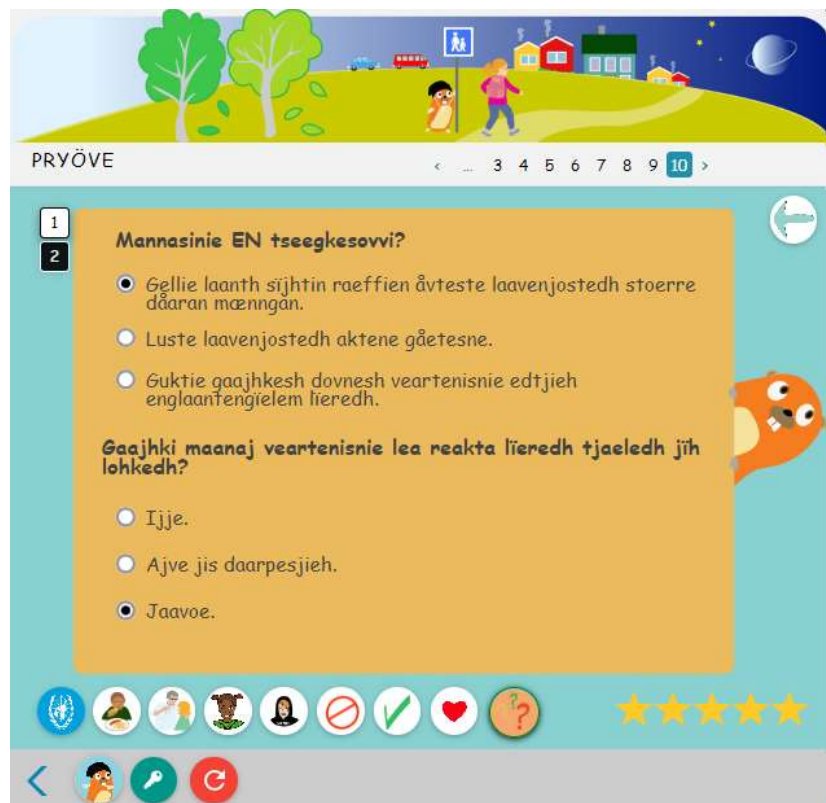 PRYÖVE
‹ … 3 4 5 6 7 8 9 10 ›
1
2
Mannasinie EN tseegkesovvi?
Gellie laanth sïjhtin raeffien åvteste laavenjostedh stoerre
dåaran mænngan.
Luste laavenjostedh aktene gåetesne.
Guktie gaajhkesh dovnesh veartenisnie edtjieh
englaantengïelem lïeredh.
Gaajhki maanaj veartenisnie lea reakta lïeredh tjaeledh jïh
lohkedh?
Ijje.
Ajve jis daarpesjieh.
Jaavoe.
? ?